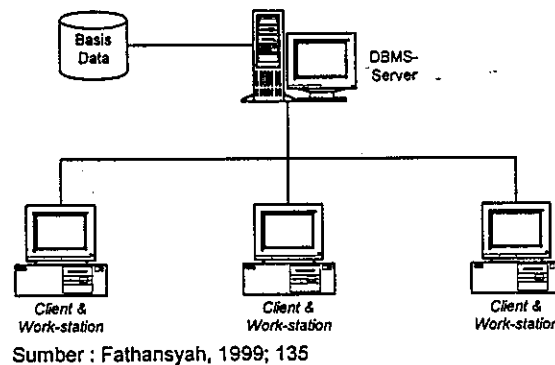 Basis
Data
DBMS-
Server
Client &
Work-station
Client &
Work-station
Client &
Work-station
Sumber : Fathansyah, 1999; 135